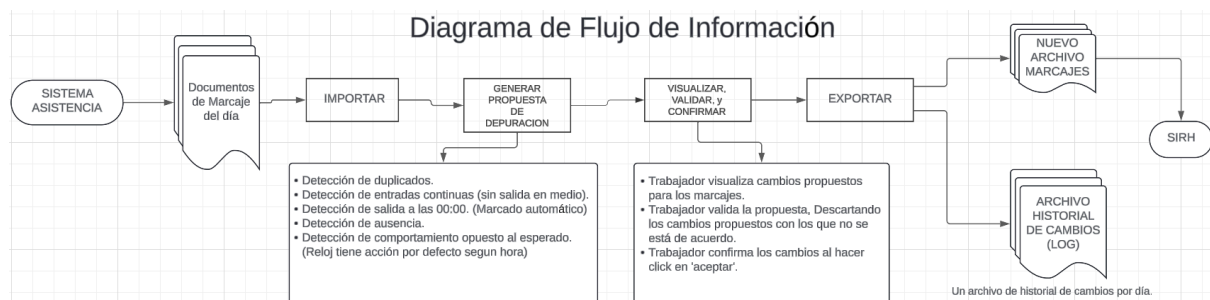 Diagrama de Flujo de Información
SISTEMA
ASISTENCIA
Documentos
de Marcaje
del día
IMPORTAR
GENERAR
PROPUESTA
DE
DEPURACION
VISUALIZAR,
VALIDAR, y
CONFIRMAR
EXPORTAR
NUEVO
ARCHIVO
MARCAJES
SIRH
• Detección de duplicados.
• Detección de entradas continuas (sin salida en medio).
• Detección de salida a las 00:00. (Marcado automático)
• Detección de ausencia.
• Detección de comportamiento opuesto al esperado.
(Reloj tiene acción por defecto segun hora)
• Trabajador visualiza cambios propuestos
para los marcajes.
• Trabajador valida la propuesta, Descartando
los cambios propuestos con los que no se
está de acuerdo.
• Trabajador confirma los cambios al hacer
click en 'aceptar'.
ARCHIVO
HISTORIAL
DE CAMBIOS
(LOG)
Un archivo de historial de cambios por día.